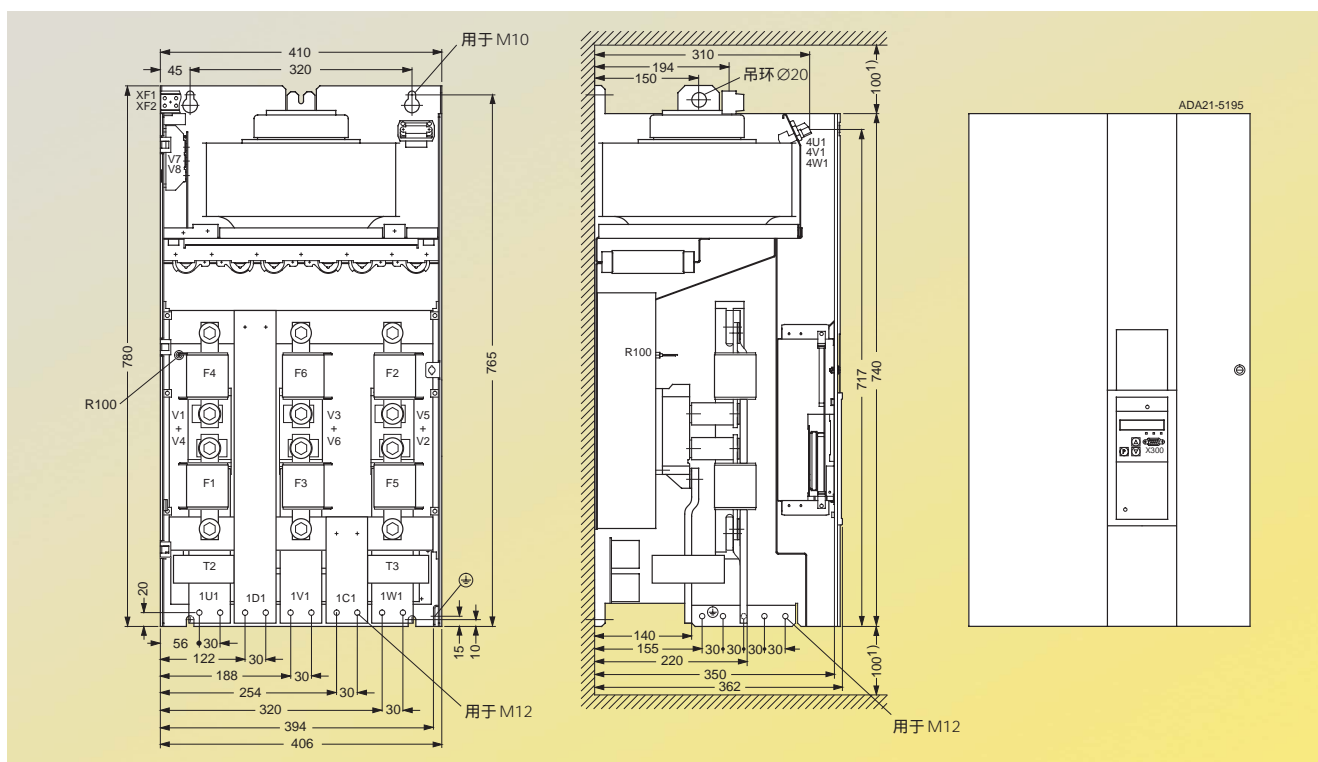 410
45
320
用于 M10
XF1
XF2
V7
V8
780
765
R100
F4
F6
F2
V1
+
V4
V3
+
V6
V5
+
V2
F1
F3
F5
T2
T3
1U1
1D1
1V1
1C1
1W1
20
15
10
56
30
122
30
188
30
254
30
320
30
394
406
用于 M12
310
194
150
吊环 Ø20
100¹⁾
4U1
4V1
4W1
R100
717
740
140
155
30
30
30
30
220
350
362
100¹⁾
用于 M12
ADA21-5195
P
X300